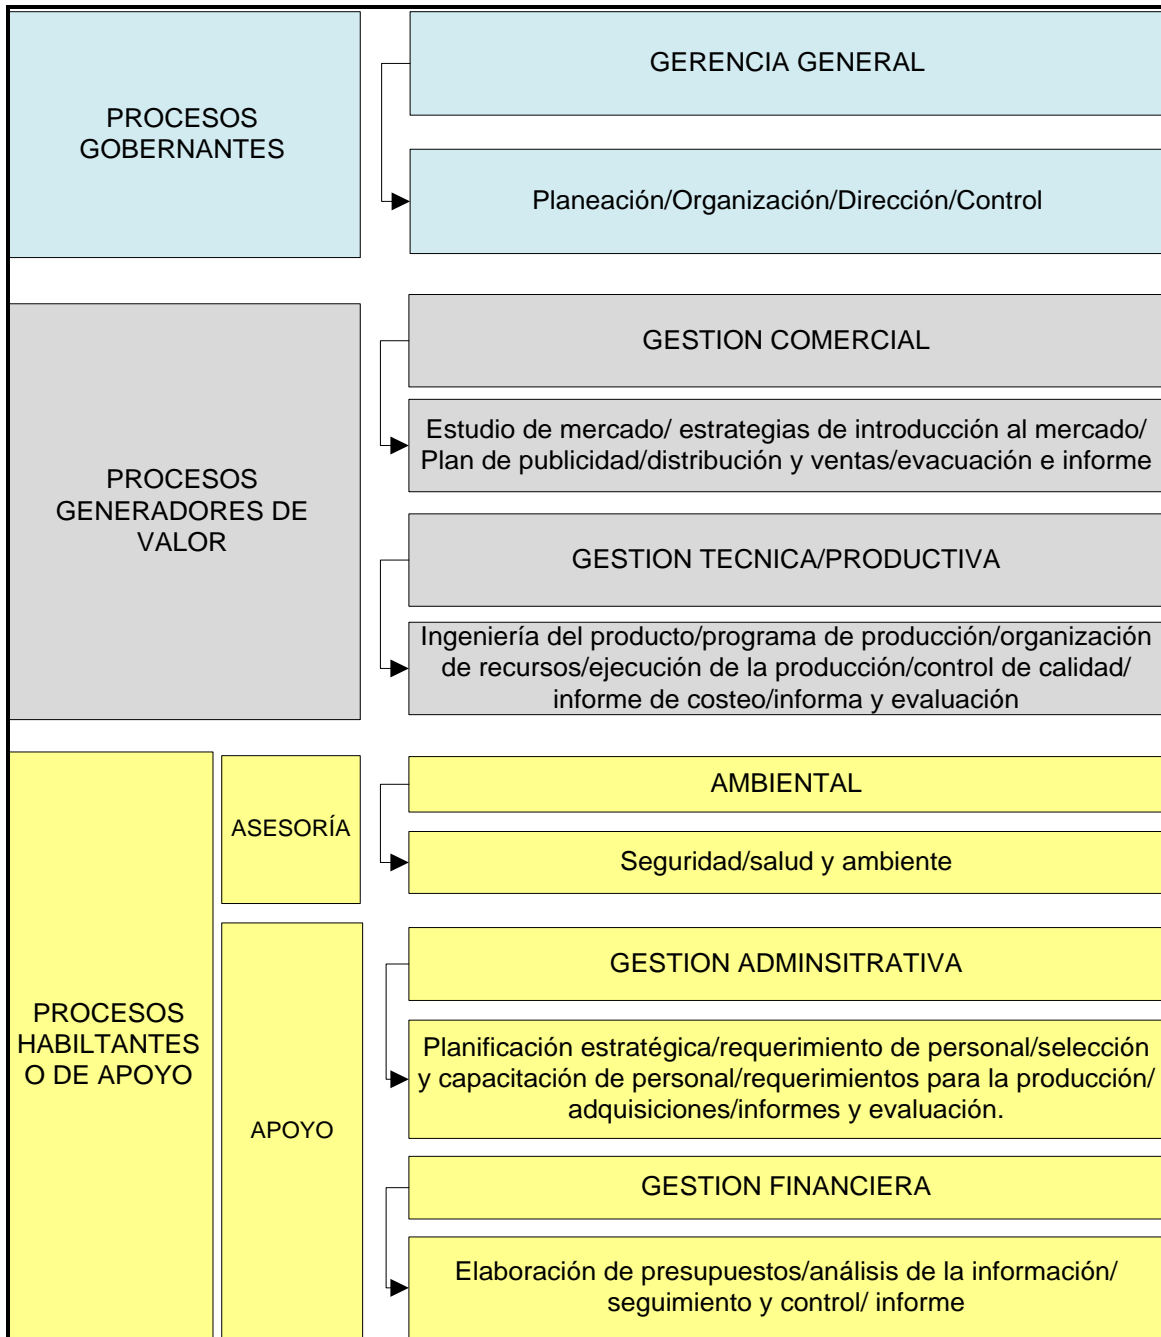 PROCESOS
GOBERNANTES
GERENCIA GENERAL
Planeación/Organización/Dirección/Control
PROCESOS
GENERADORES DE
VALOR
GESTION COMERCIAL
Estudio de mercado/ estrategias de introducción al mercado/
Plan de publicidad/distribución y ventas/evacuación e informe
GESTION TECNICA/PRODUCTIVA
Ingeniería del producto/programa de producción/organización
de recursos/ejecución de la producción/control de calidad/
informe de costeo/informa y evaluación
PROCESOS
HABILTANTES
O DE APOYO
ASESORÍA
AMBIENTAL
Seguridad/salud y ambiente
APOYO
GESTION ADMINSITRATIVA
Planificación estratégica/requerimiento de personal/selección
y capacitación de personal/requerimientos para la producción/
adquisiciones/informes y evaluación.
GESTION FINANCIERA
Elaboración de presupuestos/análisis de la información/
seguimiento y control/ informe